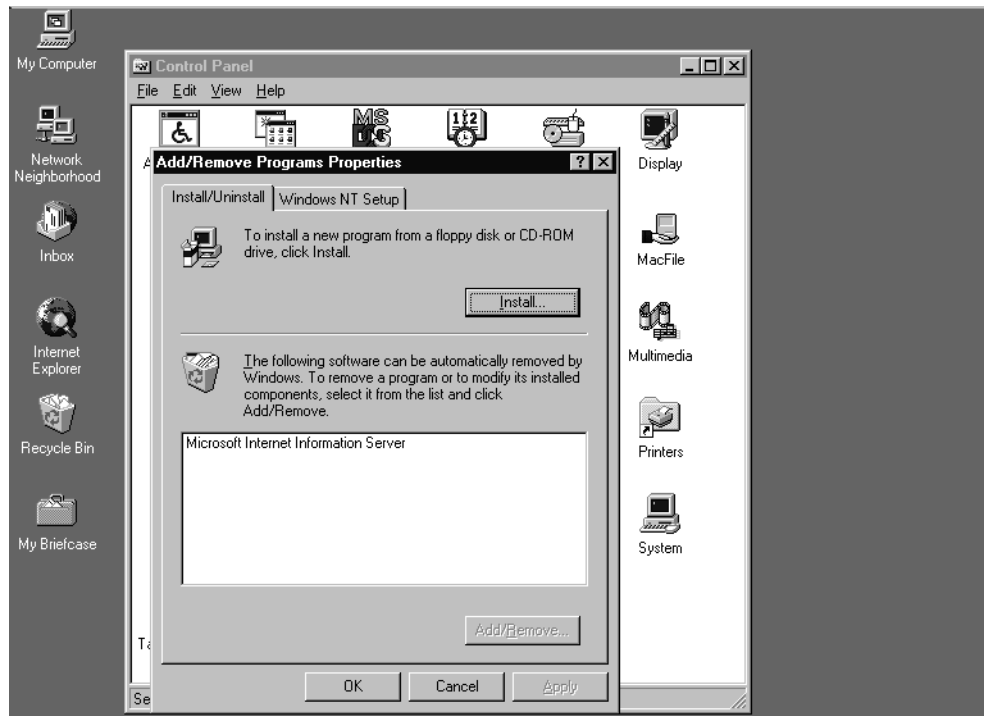 My Computer
Control Panel
File Edit View Help
MS
DOS
Network
Neighborhood
Add/Remove Programs Properties
Display
Install/Uninstall
Windows NT Setup
To install a new program from a floppy disk or CD-ROM
drive, click Install.
Inbox
MacFile
Install...
Internet
Explorer
The following software can be automatically removed by
Windows. To remove a program or to modify its installed
components, select it from the list and click
Add/Remove.
Multimedia
Microsoft Internet Information Server
Recycle Bin
Printers
My Briefcase
System
Add/Remove...
OK
Cancel
Apply